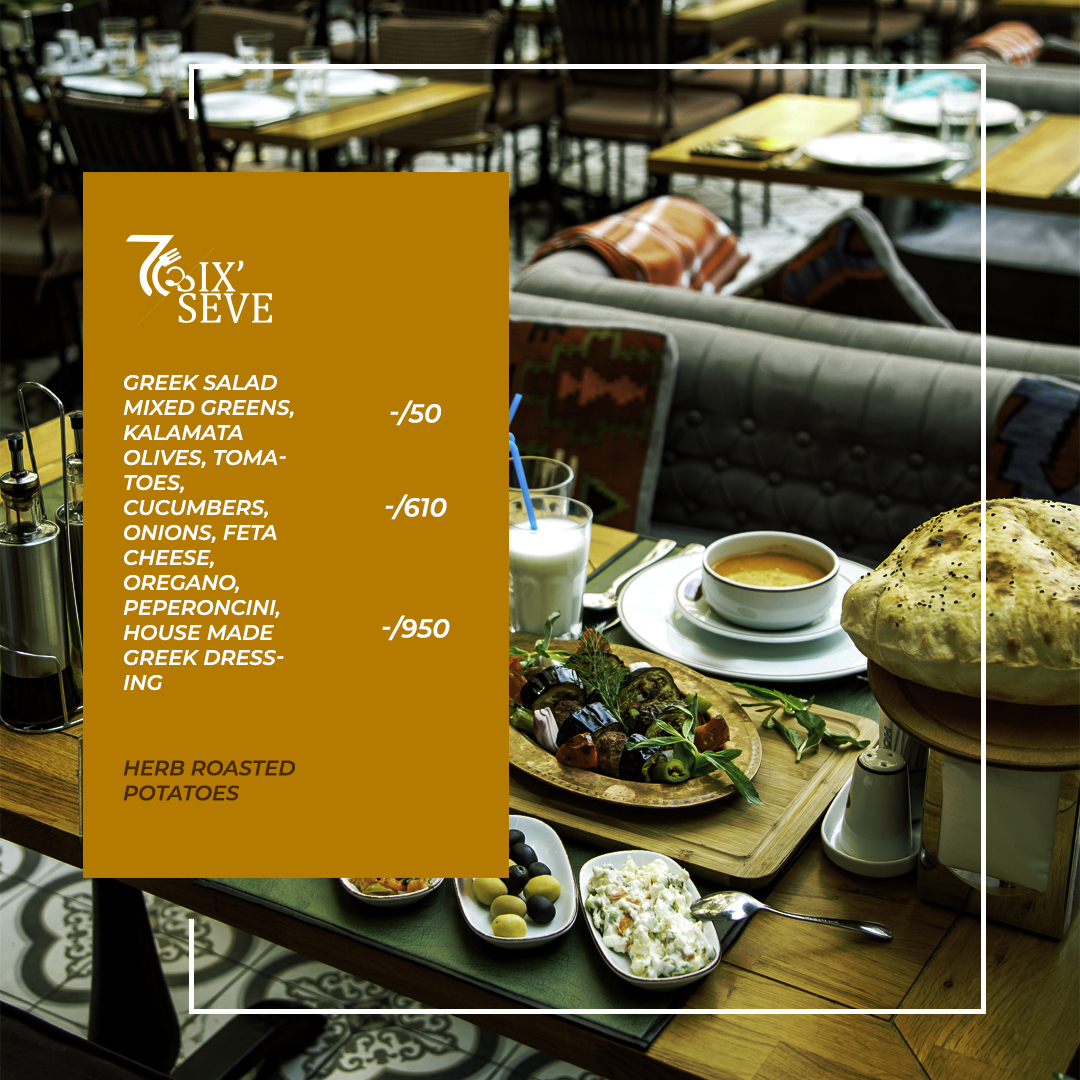 76IX’
SEVE
GREEK SALAD
MIXED GREENS,
KALAMATA
OLIVES, TOMA-
TOES,
CUCUMBERS,
ONIONS, FETA
CHEESE,
OREGANO,
PEPERONCINI,
HOUSE MADE
GREEK DRESS-
ING
-/50
-/610
-/950
HERB ROASTED
POTATOES